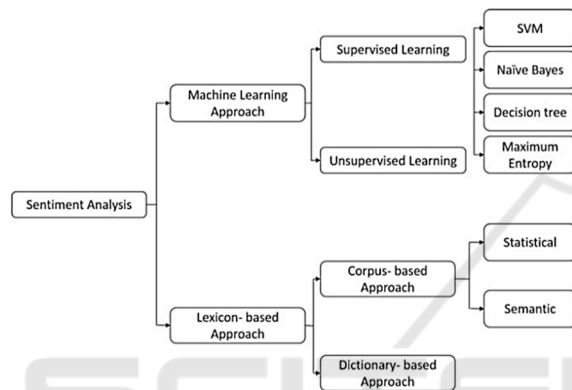 SVM
Supervised Learning
Naïve Bayes
Machine Learning
Approach
Decision tree
Unsupervised Learning
Maximum
Entropy
Sentiment Analysis
Statistical
Corpus- based
Approach
Lexicon- based
Approach
Semantic
Dictionary- based
Approach